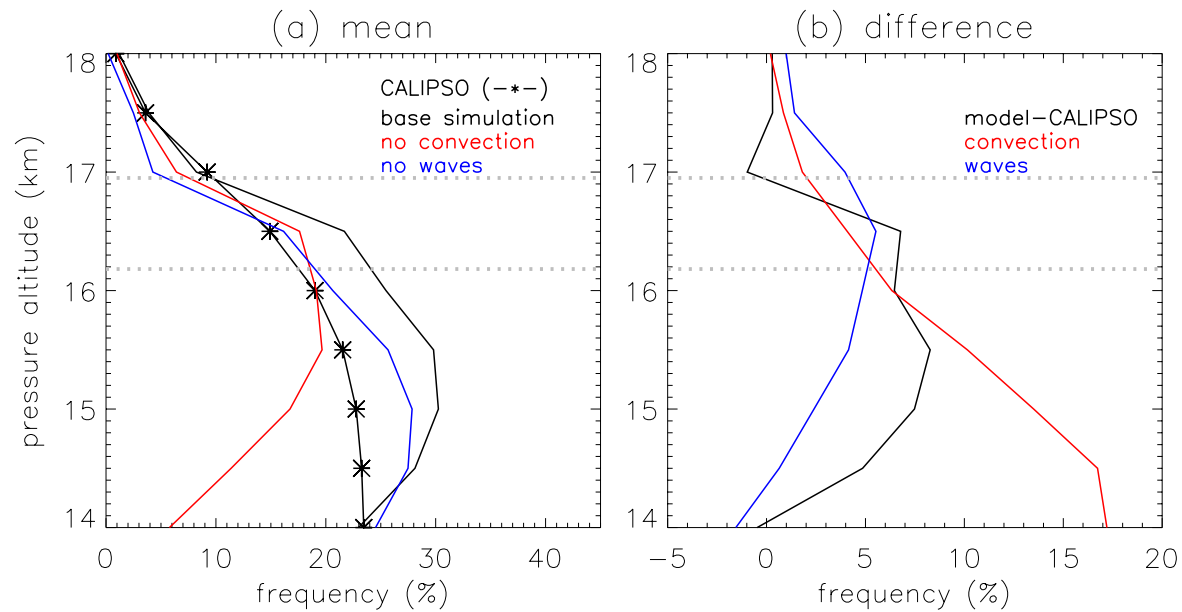 (a) mean
(b) difference
18
17
16
15
14
0
10
20
30
40
pressure altitude (km)
frequency (%)
CALIPSO (-*-)
base simulation
no convection
no waves
18
17
16
15
14
-5
0
5
10
15
20
frequency (%)
model-CALIPSO
convection
waves